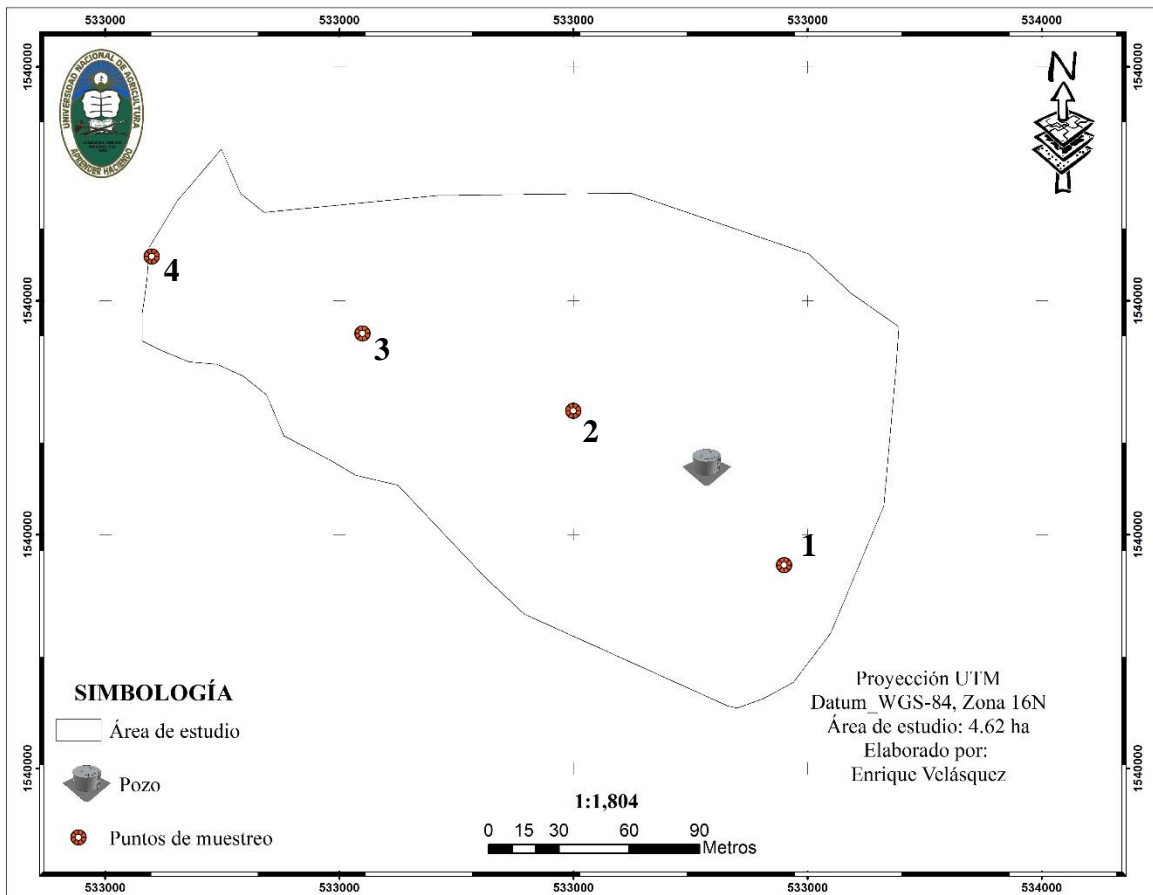 533000 533000 533000 533000 534000
1540000 1540000
UNIVERSIDAD NACIONAL DE AGRICULTURA
APRENDER HACIENDO
N
4
1540000 1540000
3
2
1
1540000 1540000
SIMBOLOGÍA
Área de estudio
Pozo
Puntos de muestreo
Proyección UTM
Datum_WGS-84, Zona 16N
Área de estudio: 4.62 ha
Elaborado por:
Enrique Velásquez
1540000 1540000
1:1,804
0 15 30 60 90
Metros
533000 533000 533000 533000 534000